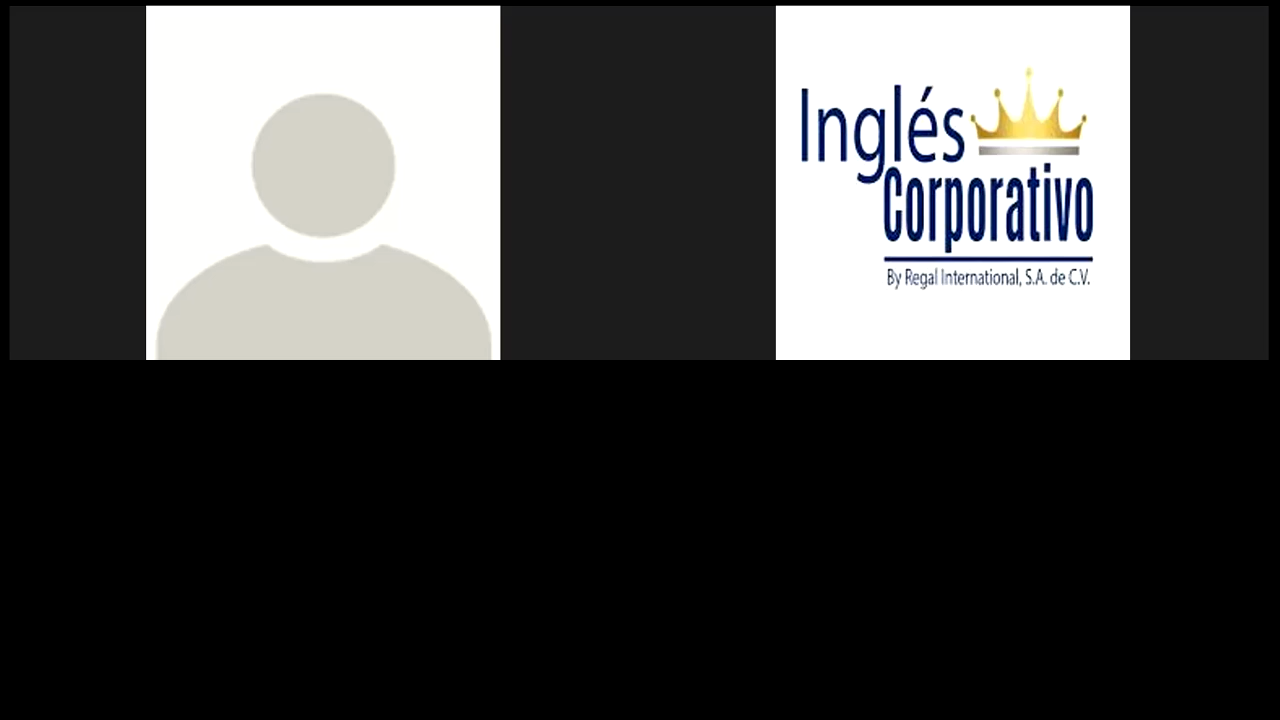 Inglés
Corporativo
By Regal International, S.A. de C.V.